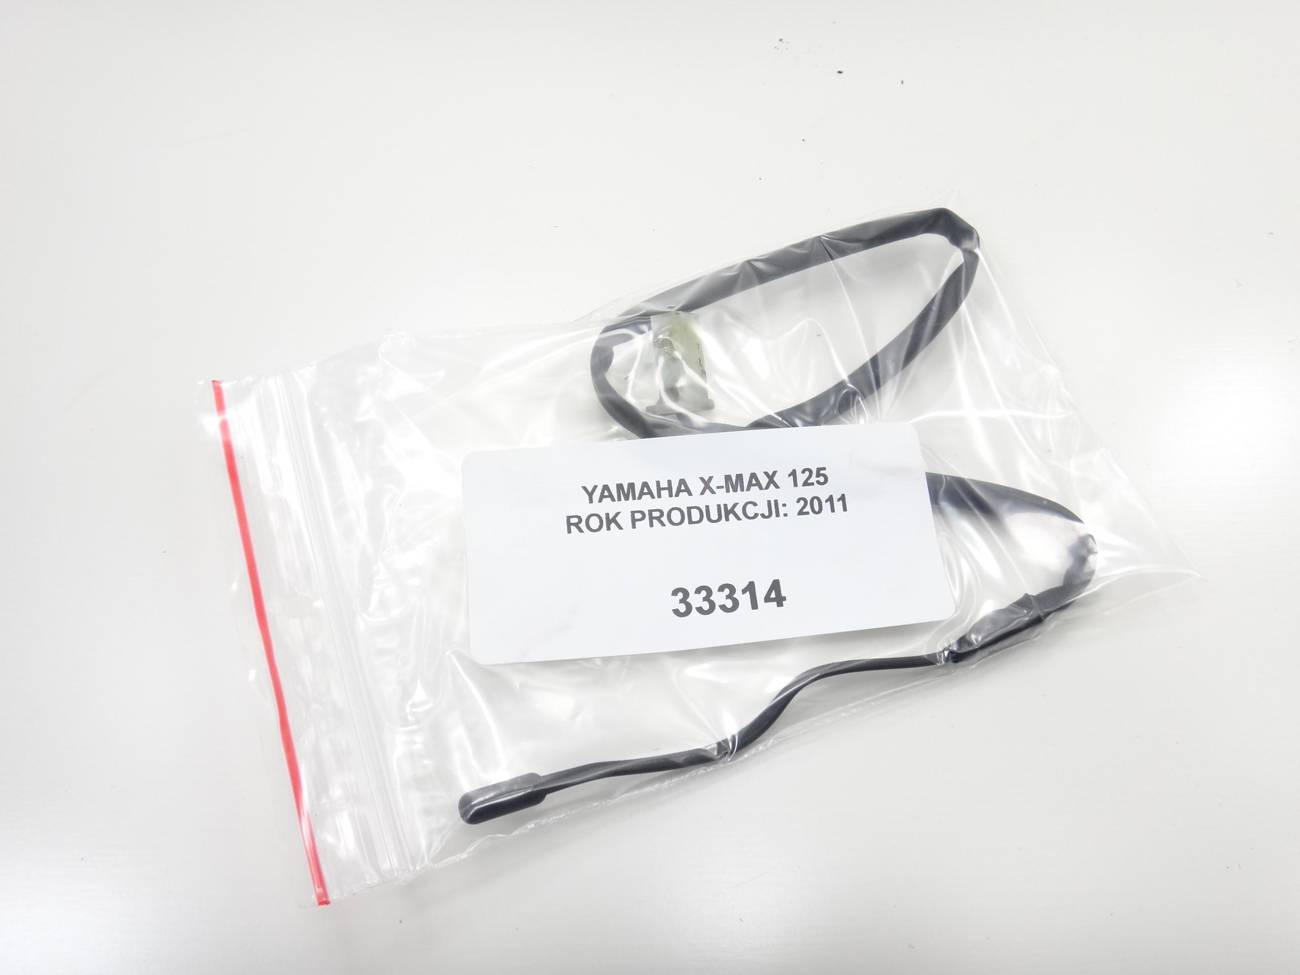 YAMAHA X-MAX 125
ROK PRODUKCJI: 2011
33314